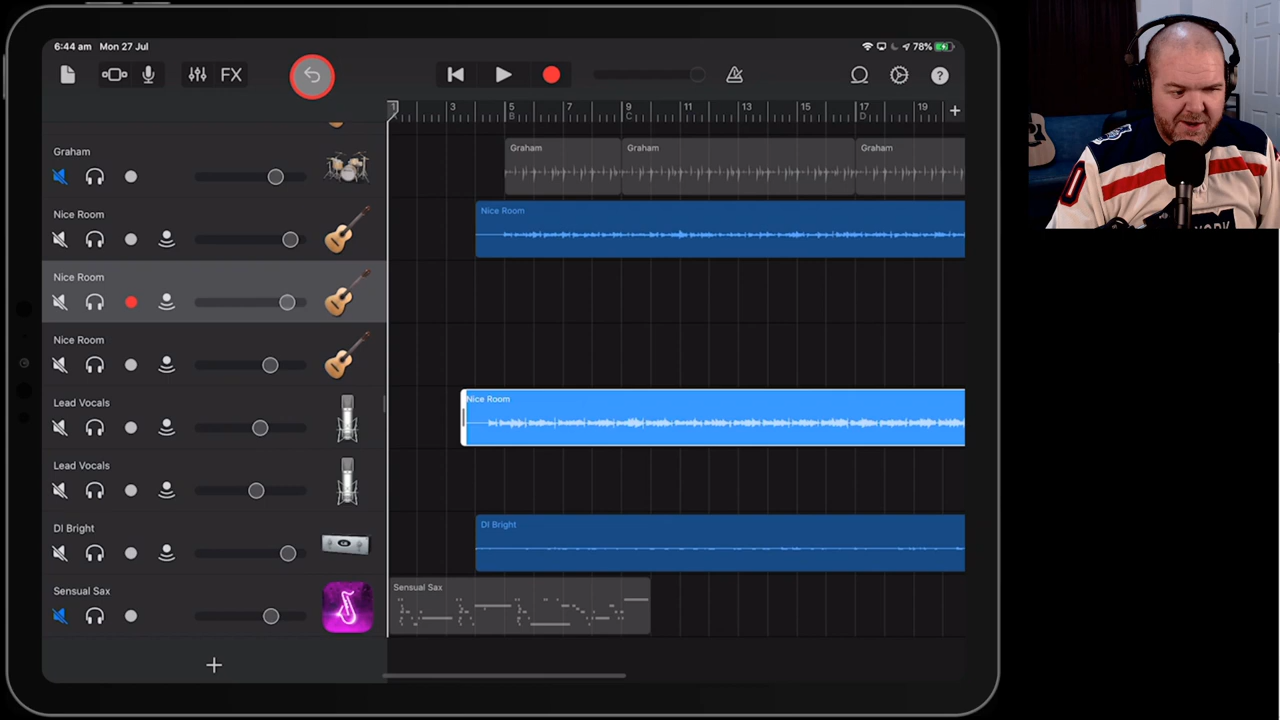 6:44 am Mon 27 Jul
78%
FX
?
1 3 5 7 9 11 13 15 17 19
B C D
Graham
Graham Graham Graham
Nice Room
Nice Room
Nice Room
Nice Room
Nice Room
Lead Vocals
Lead Vocals
DI Bright
DI Bright
Sensual Sax
Sensual Sax